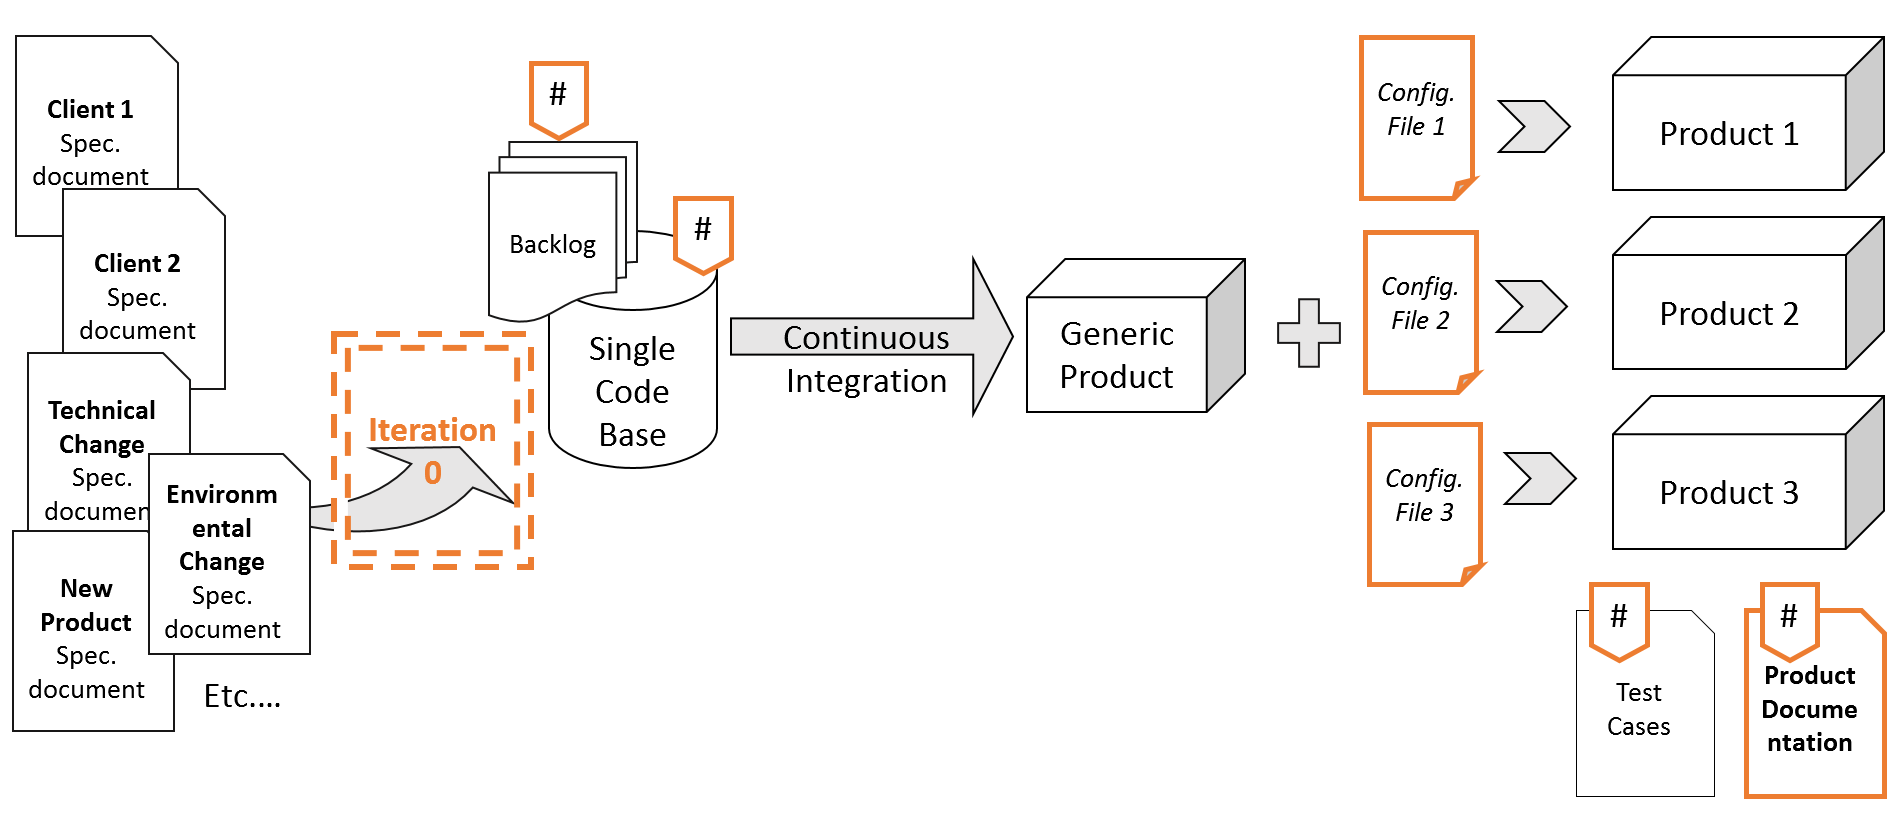 Client 1
Spec.
document
Client 2
Spec.
document
Technical
Change
Spec.
documen
Environm
ental
Change
Spec.
document
New
Product
Spec.
document
Etc....
Iteration
0
#
Backlog
#
Single
Code
Base
Continuous
Integration
Generic
Product
Config.
File 1
Product 1
Config.
File 2
Product 2
Config.
File 3
Product 3
#
Test
Cases
#
Product
Docume
ntation